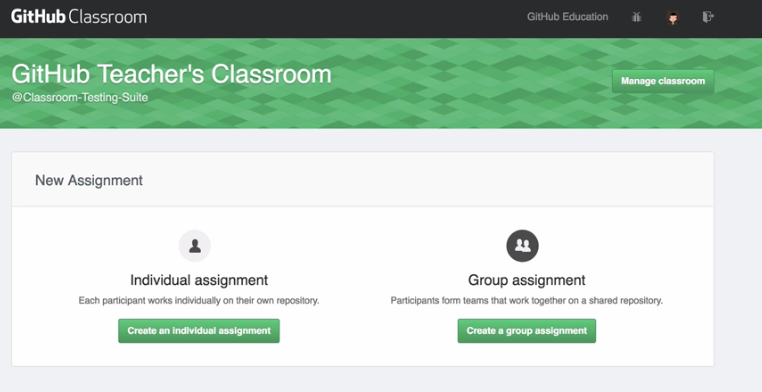 GitHub Classroom
GitHub Education
GitHub Teacher's Classroom
@Classroom-Testing-Suite
Manage classroom
New Assignment
Individual assignment
Each participant works individually on their own repository.
Create an individual assignment
Group assignment
Participants form teams that work together on a shared repository.
Create a group assignment